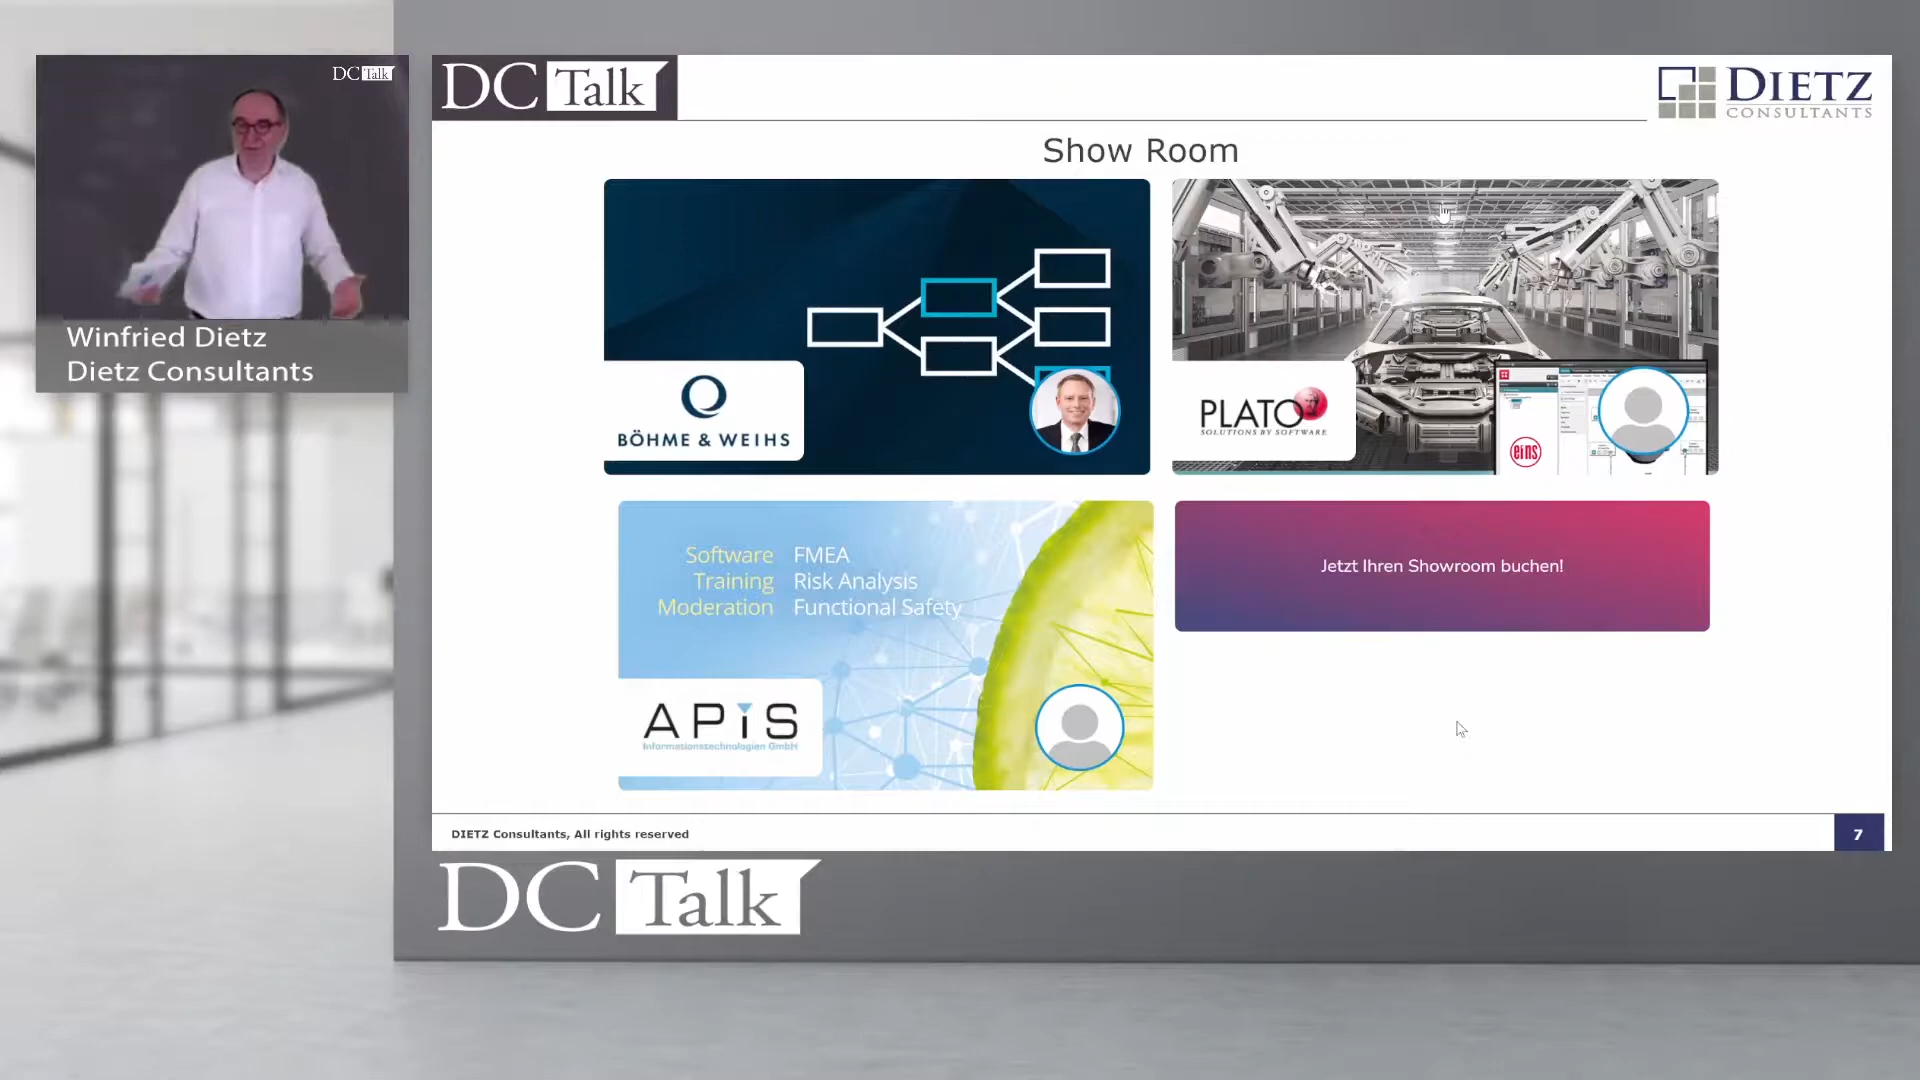 DC Talk
Winfried Dietz
Dietz Consultants
DC Talk
DIETZ
CONSULTANTS
Show Room
BÖHME & WEIHS
PLATO
SOLUTIONS BY SOFTWARE
eins
Software FMEA
Training Risk Analysis
Moderation Functional Safety
APiS
Informationstechnologien GmbH
Jetzt Ihren Showroom buchen!
DIETZ Consultants, All rights reserved
7
DC Talk